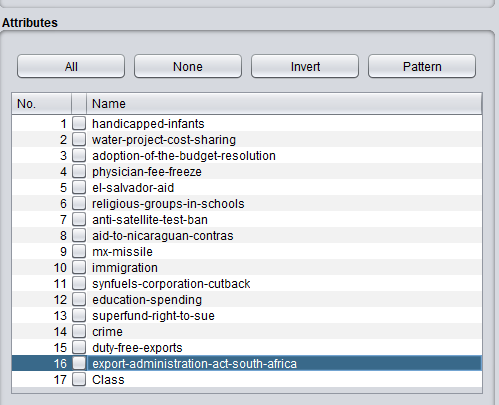 Attributes
All None Invert Pattern
No. Name
1 handicapped-infants
2 water-project-cost-sharing
3 adoption-of-the-budget-resolution
4 physician-fee-freeze
5 el-salvador-aid
6 religious-groups-in-schools
7 anti-satellite-test-ban
8 aid-to-nicaraguan-contras
9 mx-missile
10 immigration
11 synfuels-corporation-cutback
12 education-spending
13 superfund-right-to-sue
14 crime
15 duty-free-exports
16 export-administration-act-south-africa
17 Class